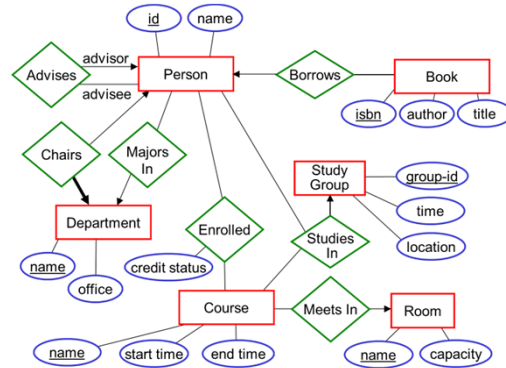 id
name
advisor
Advises
advisee
Person
Borrows
Book
isbn
author
title
Chairs
Majors
In
Study
Group
group-id
time
location
Department
Enrolled
Studies
In
name
office
credit status
Course
Meets In
Room
name
start time
end time
name
capacity